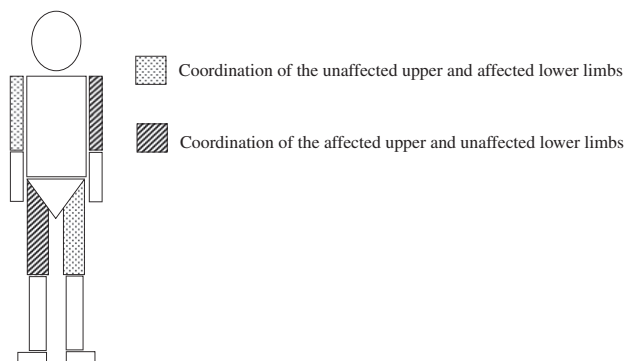 Coordination of the unaffected upper and affected lower limbs
Coordination of the affected upper and unaffected lower limbs